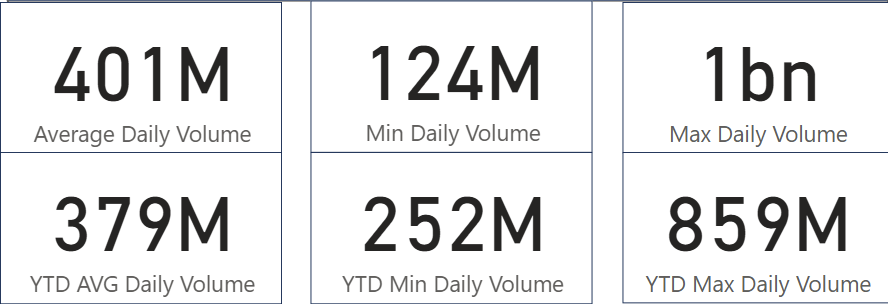 401M
Average Daily Volume
124M
Min Daily Volume
1bn
Max Daily Volume
379M
YTD AVG Daily Volume
252M
YTD Min Daily Volume
859M
YTD Max Daily Volume